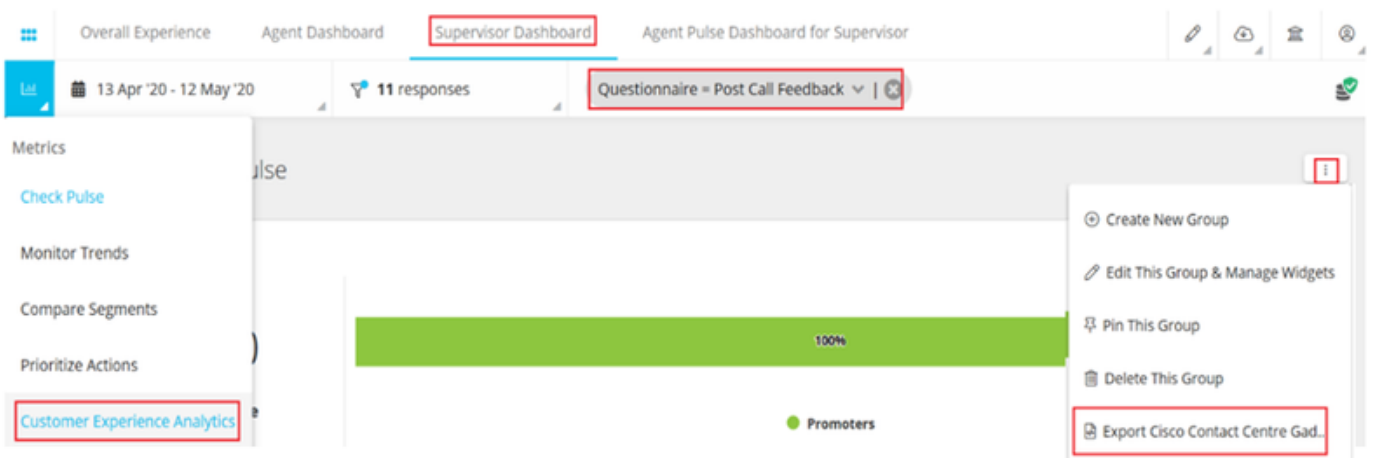 Overall Experience Agent Dashboard Supervisor Dashboard Agent Pulse Dashboard for Supervisor
13 Apr '20 - 12 May '20 11 responses Questionnaire = Post Call Feedback |
Metrics
Check Pulse
Monitor Trends
Compare Segments
Prioritize Actions
Customer Experience Analytics
ulse
)
e
100%
Promoters
Create New Group
Edit This Group & Manage Widgets
Pin This Group
Delete This Group
Export Cisco Contact Centre Gad..